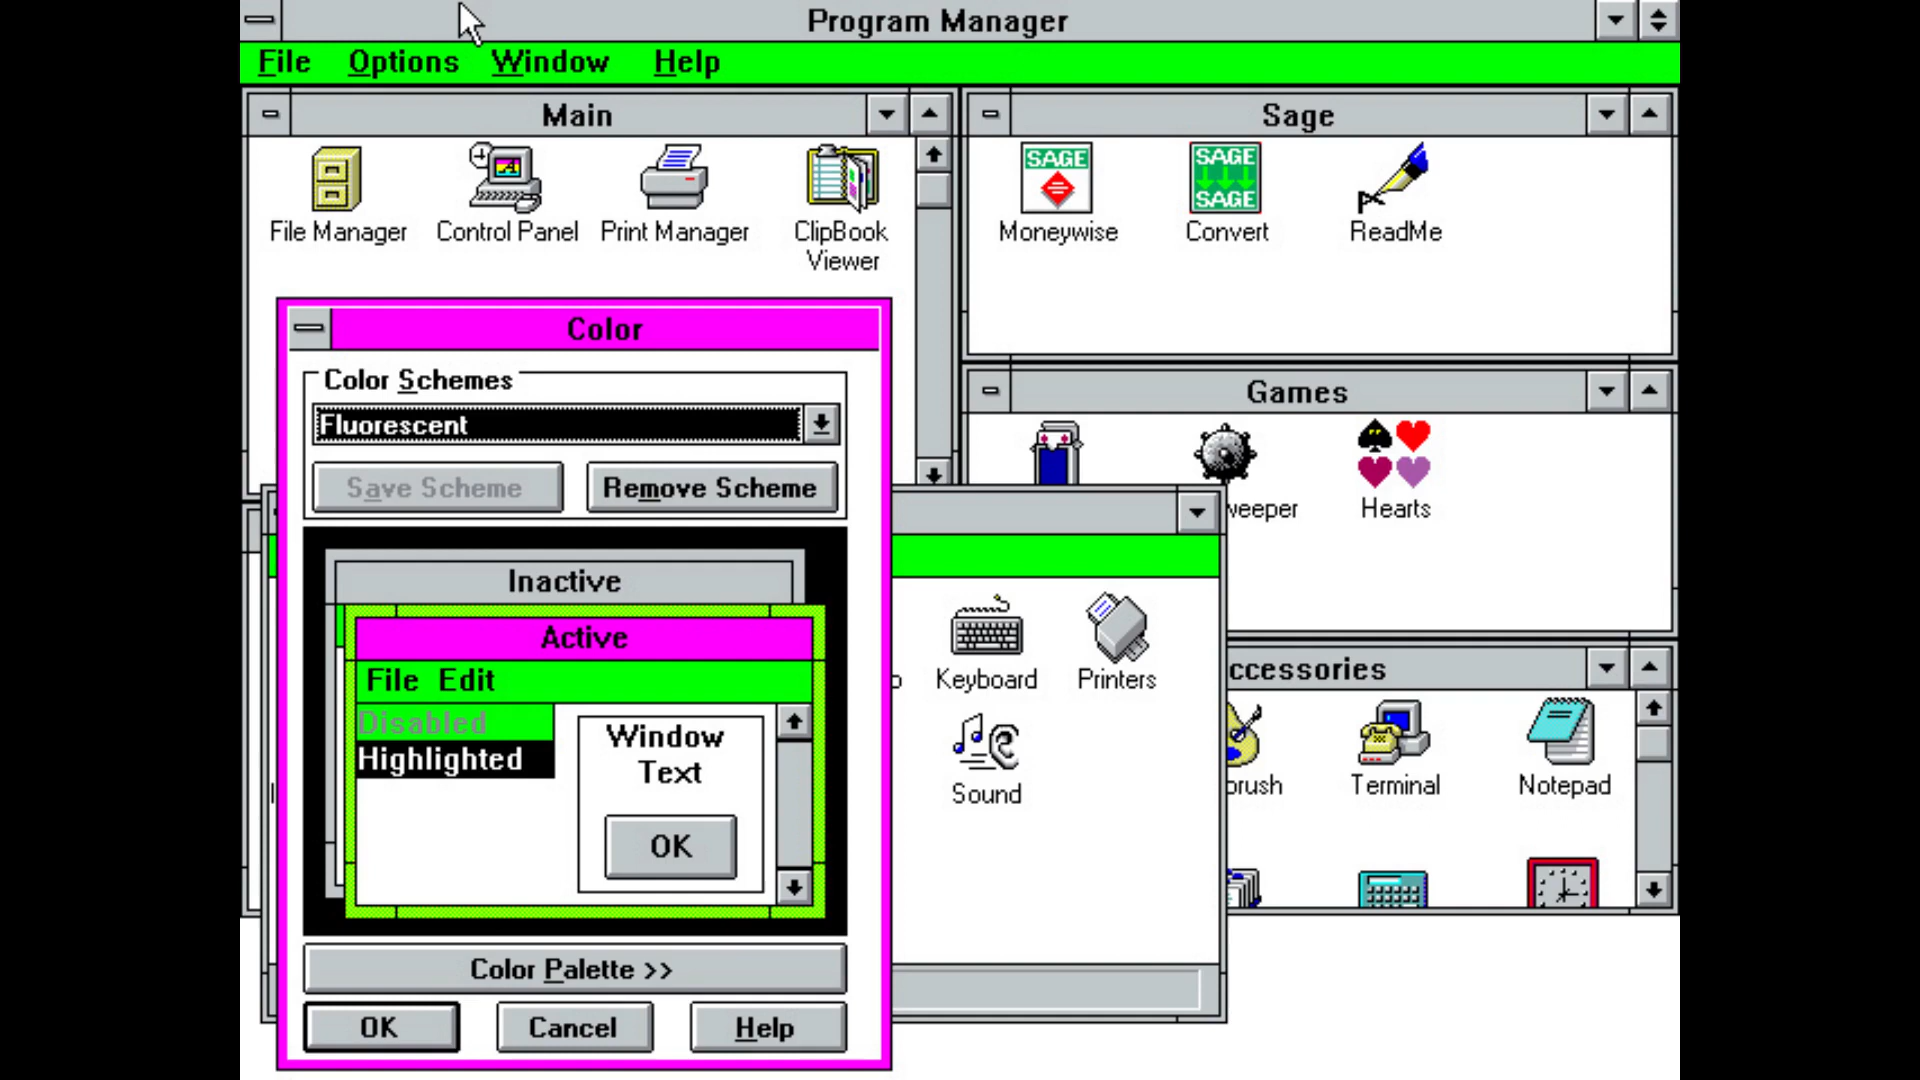 Program Manager
File Options Window Help
Main
File Manager Control Panel Print Manager ClipBook
Viewer
Sage
SAGE
SAGE
SAGE
Moneywise Convert ReadMe
Color
Color Schemes
Fluorescent
Save Scheme Remove Scheme
Inactive
Active
File Edit
Disabled
Highlighted
Window
Text
OK
Color Palette >>
OK Cancel Help
Games
weeper Hearts
Keyboard Printers
Sound
ccessories
brush Terminal Notepad